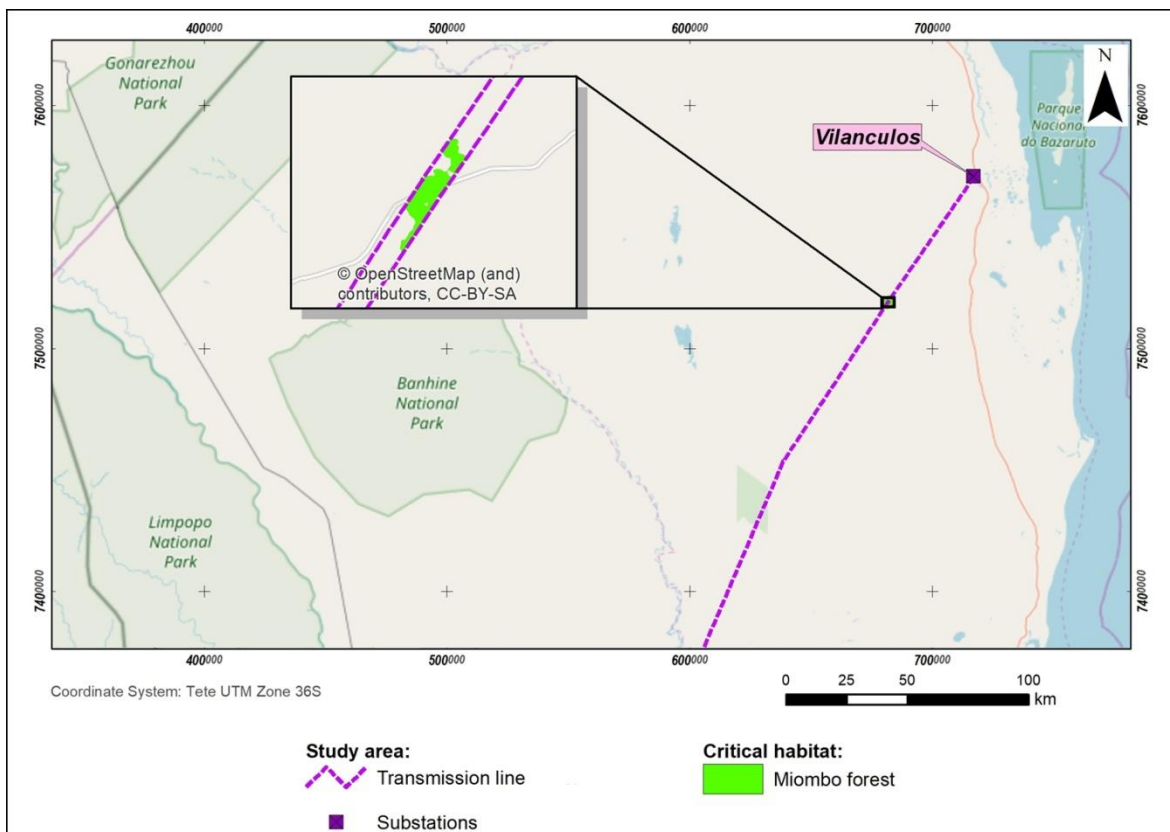 400000 500000 600000 700000
Gonarezhou
National
Park
N
7600000 7600000
Parque
Nacional
do Bazaruto
Vilanculos
© OpenStreetMap (and)
contributors, CC-BY-SA
7500000 7500000
Banhine
National
Park
Limpopo
National
Park
7400000 7400000
400000 500000 600000 700000
Coordinate System: Tete UTM Zone 36S
0 25 50 100
km
Study area:
Transmission line
Substations
Critical habitat:
Miombo forest